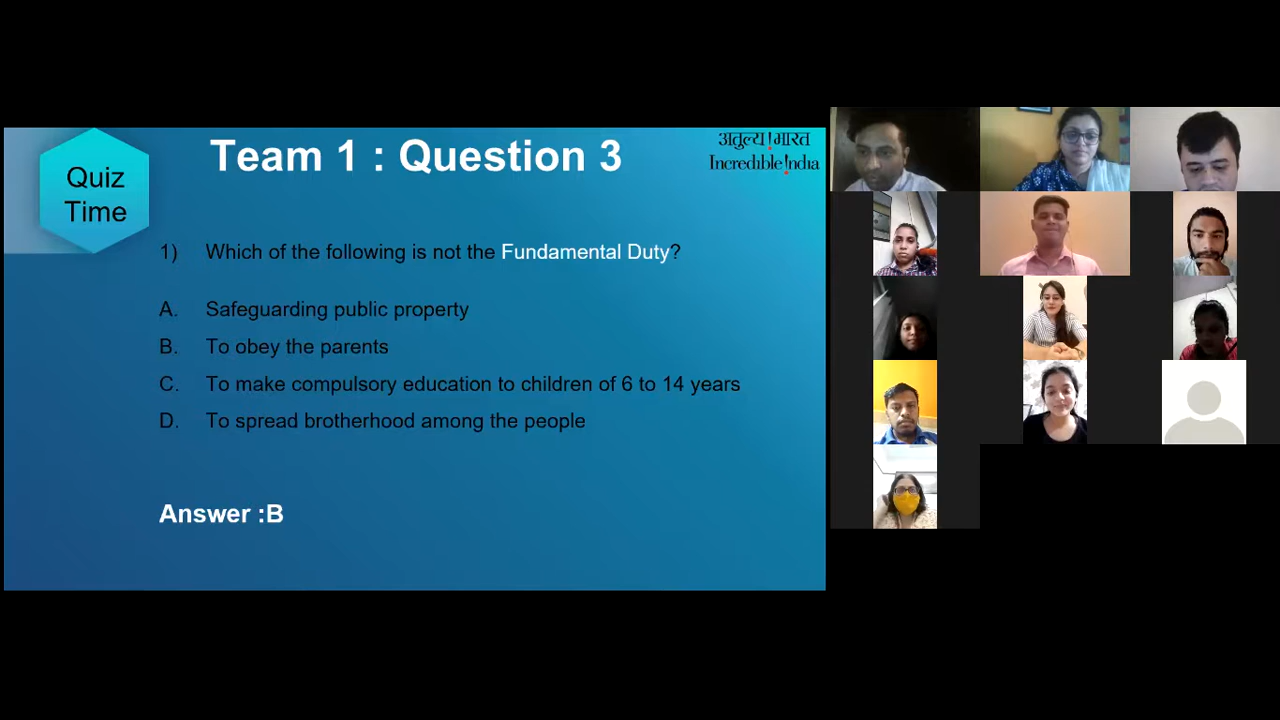 Quiz
Time
Team 1 : Question 3
अतुल्य ! भारत
Incredible !ndia
1) Which of the following is not the Fundamental Duty?
A. Safeguarding public property
B. To obey the parents
C. To make compulsory education to children of 6 to 14 years
D. To spread brotherhood among the people
Answer :B